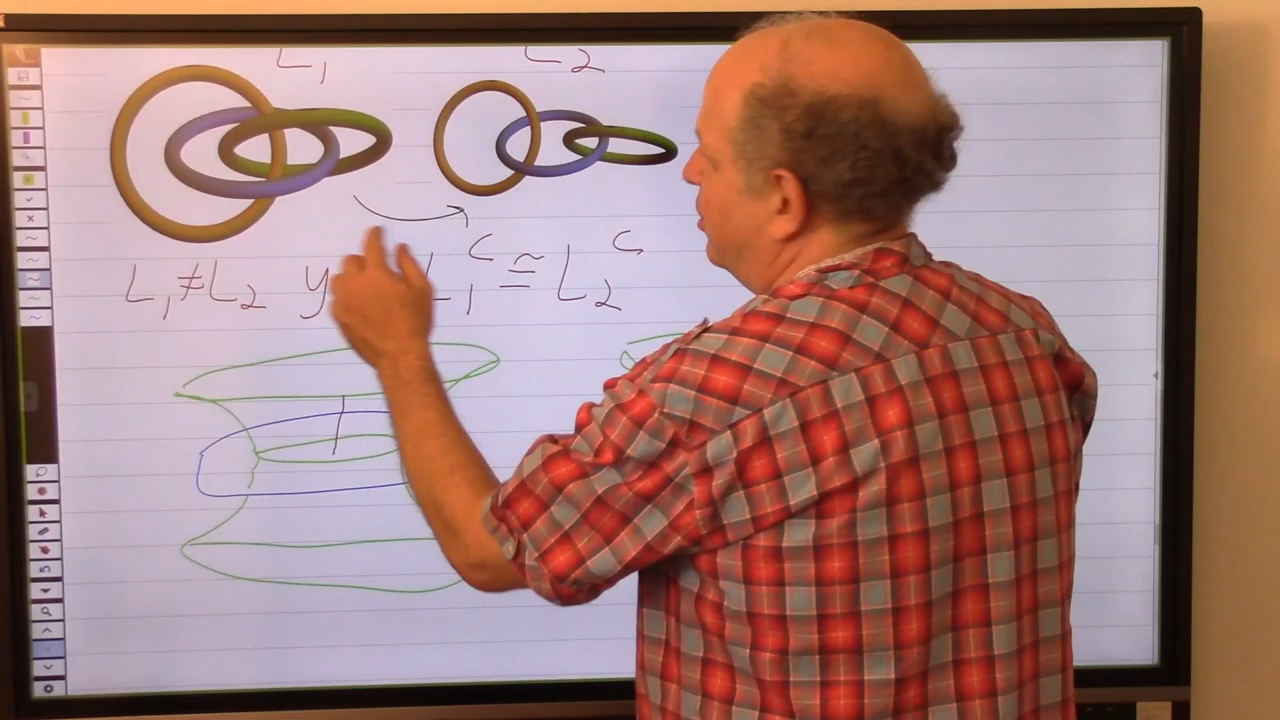 L₁ L₂
L₁ ≠ L₂ y L₁ᶜ ≅ L₂ᶜ